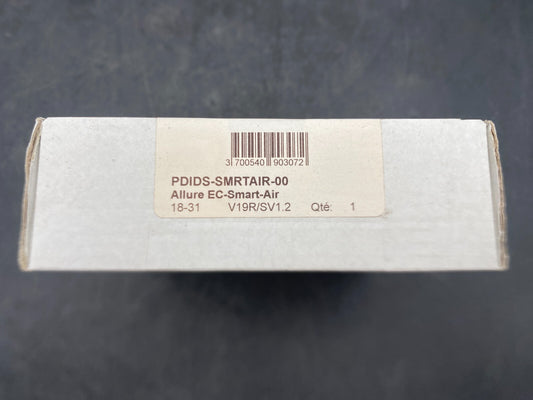 3 700540 903072
PDIDS-SMRTAIR-00
Allure EC-Smart-Air
18-31 V19R/SV1.2 Qté: 1